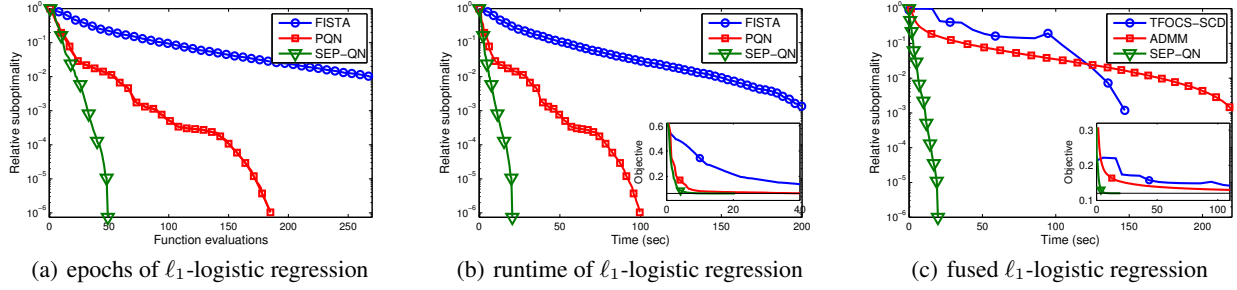 Relative suboptimality
10^0
10^-1
10^-2
10^-3
10^-4
10^-5
10^-6
0 50 100 150 200 250
Function evaluations
FISTA
PQN
SEP-QN
(a) epochs of ℓ1-logistic regression
Relative suboptimality
10^0
10^-1
10^-2
10^-3
10^-4
10^-5
10^-6
0 50 100 150 200
Time (sec)
FISTA
PQN
SEP-QN
Objective
0.6
0.4
0.2
0 20 40
(b) runtime of ℓ1-logistic regression
Relative suboptimality
10^0
10^-1
10^-2
10^-3
10^-4
10^-5
10^-6
0 50 100 150 200
Time (sec)
TFOCS-SCD
ADMM
SEP-QN
Objective
0.3
0.2
0.1
0 50 100
(c) fused ℓ1-logistic regression